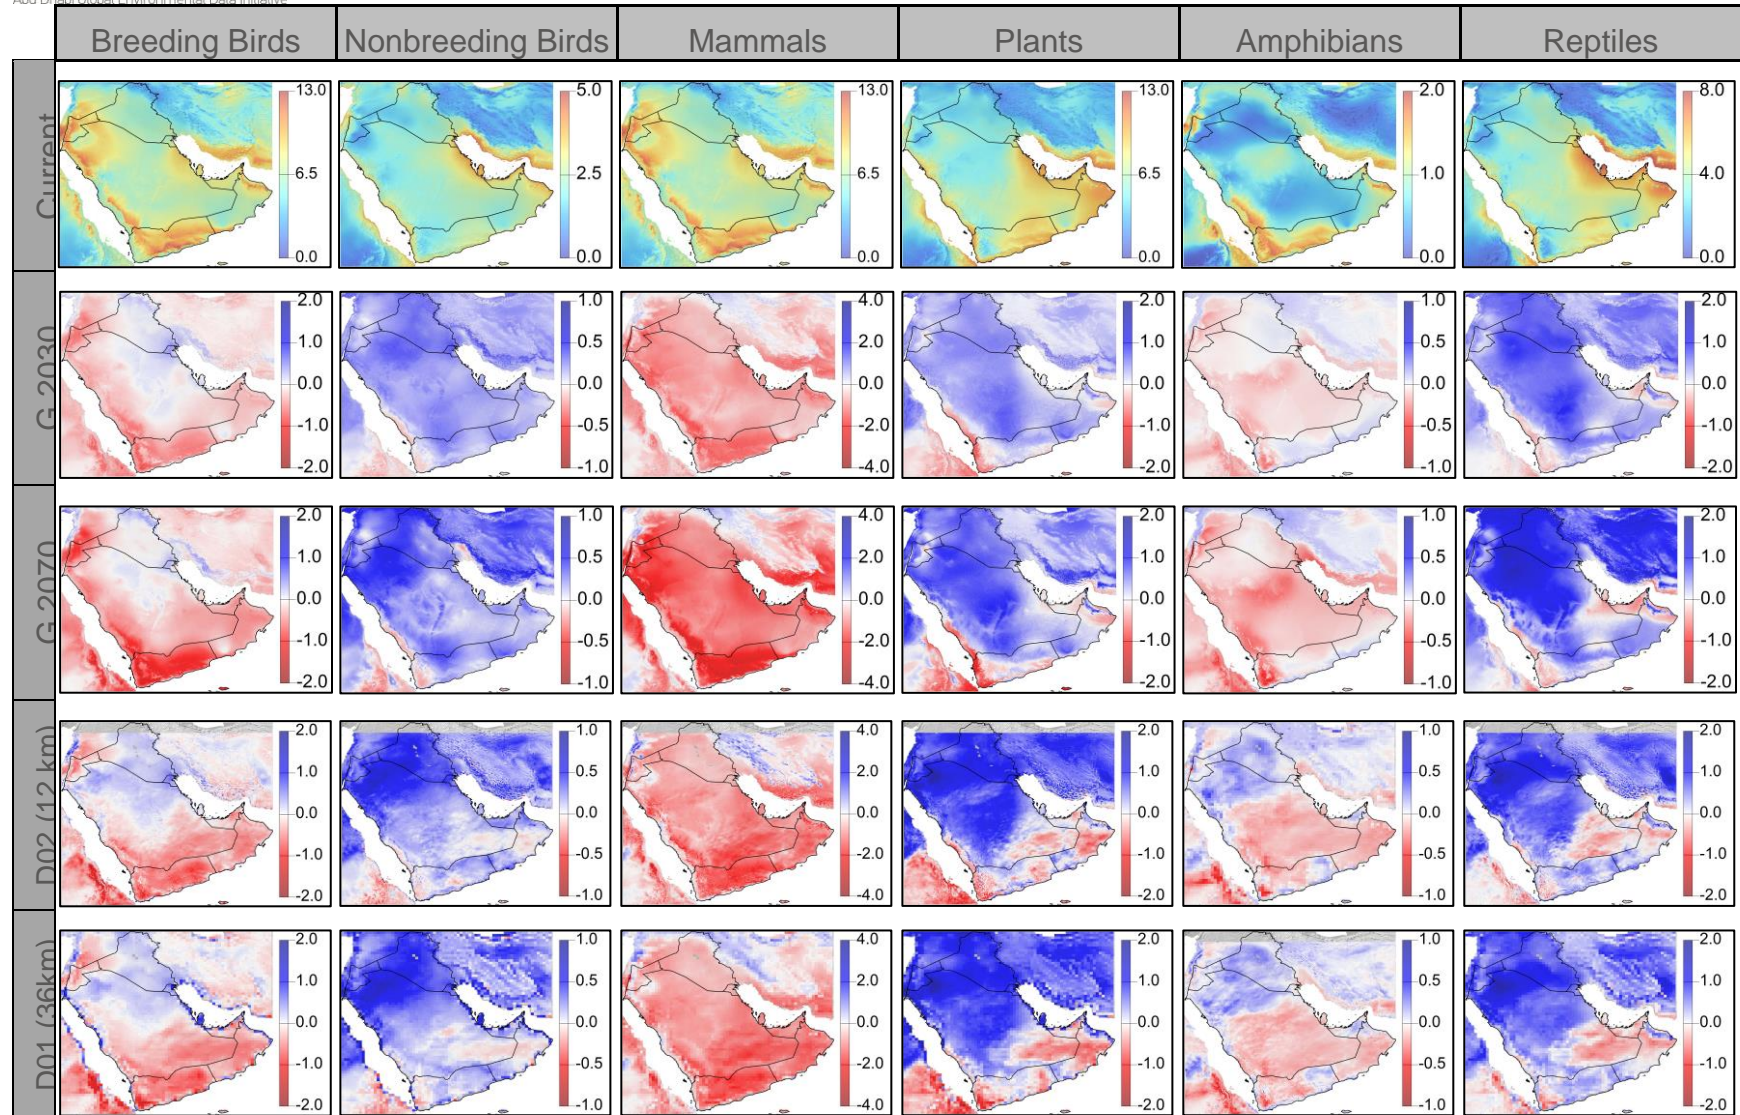 Abu Dhabi Global Environmental Data Initiative
Breeding Birds Nonbreeding Birds Mammals Plants Amphibians Reptiles
Current
13.0 5.0 13.0 13.0 2.0 8.0
6.5 2.5 6.5 6.5 1.0 4.0
0.0 0.0 0.0 0.0 0.0 0.0
G 2030
2.0 1.0 4.0 2.0 1.0 2.0
1.0 0.5 2.0 1.0 0.5 1.0
0.0 0.0 0.0 0.0 0.0 0.0
-1.0 -0.5 -2.0 -1.0 -0.5 -1.0
-2.0 -1.0 -4.0 -2.0 -1.0 -2.0
G 2070
2.0 1.0 4.0 2.0 1.0 2.0
1.0 0.5 2.0 1.0 0.5 1.0
0.0 0.0 0.0 0.0 0.0 0.0
-1.0 -0.5 -2.0 -1.0 -0.5 -1.0
-2.0 -1.0 -4.0 -2.0 -1.0 -2.0
D02 (12 km)
2.0 1.0 4.0 2.0 1.0 2.0
1.0 0.5 2.0 1.0 0.5 1.0
0.0 0.0 0.0 0.0 0.0 0.0
-1.0 -0.5 -2.0 -1.0 -0.5 -1.0
-2.0 -1.0 -4.0 -2.0 -1.0 -2.0
D01 (36km)
2.0 1.0 4.0 2.0 1.0 2.0
1.0 0.5 2.0 1.0 0.5 1.0
0.0 0.0 0.0 0.0 0.0 0.0
-1.0 -0.5 -2.0 -1.0 -0.5 -1.0
-2.0 -1.0 -4.0 -2.0 -1.0 -2.0